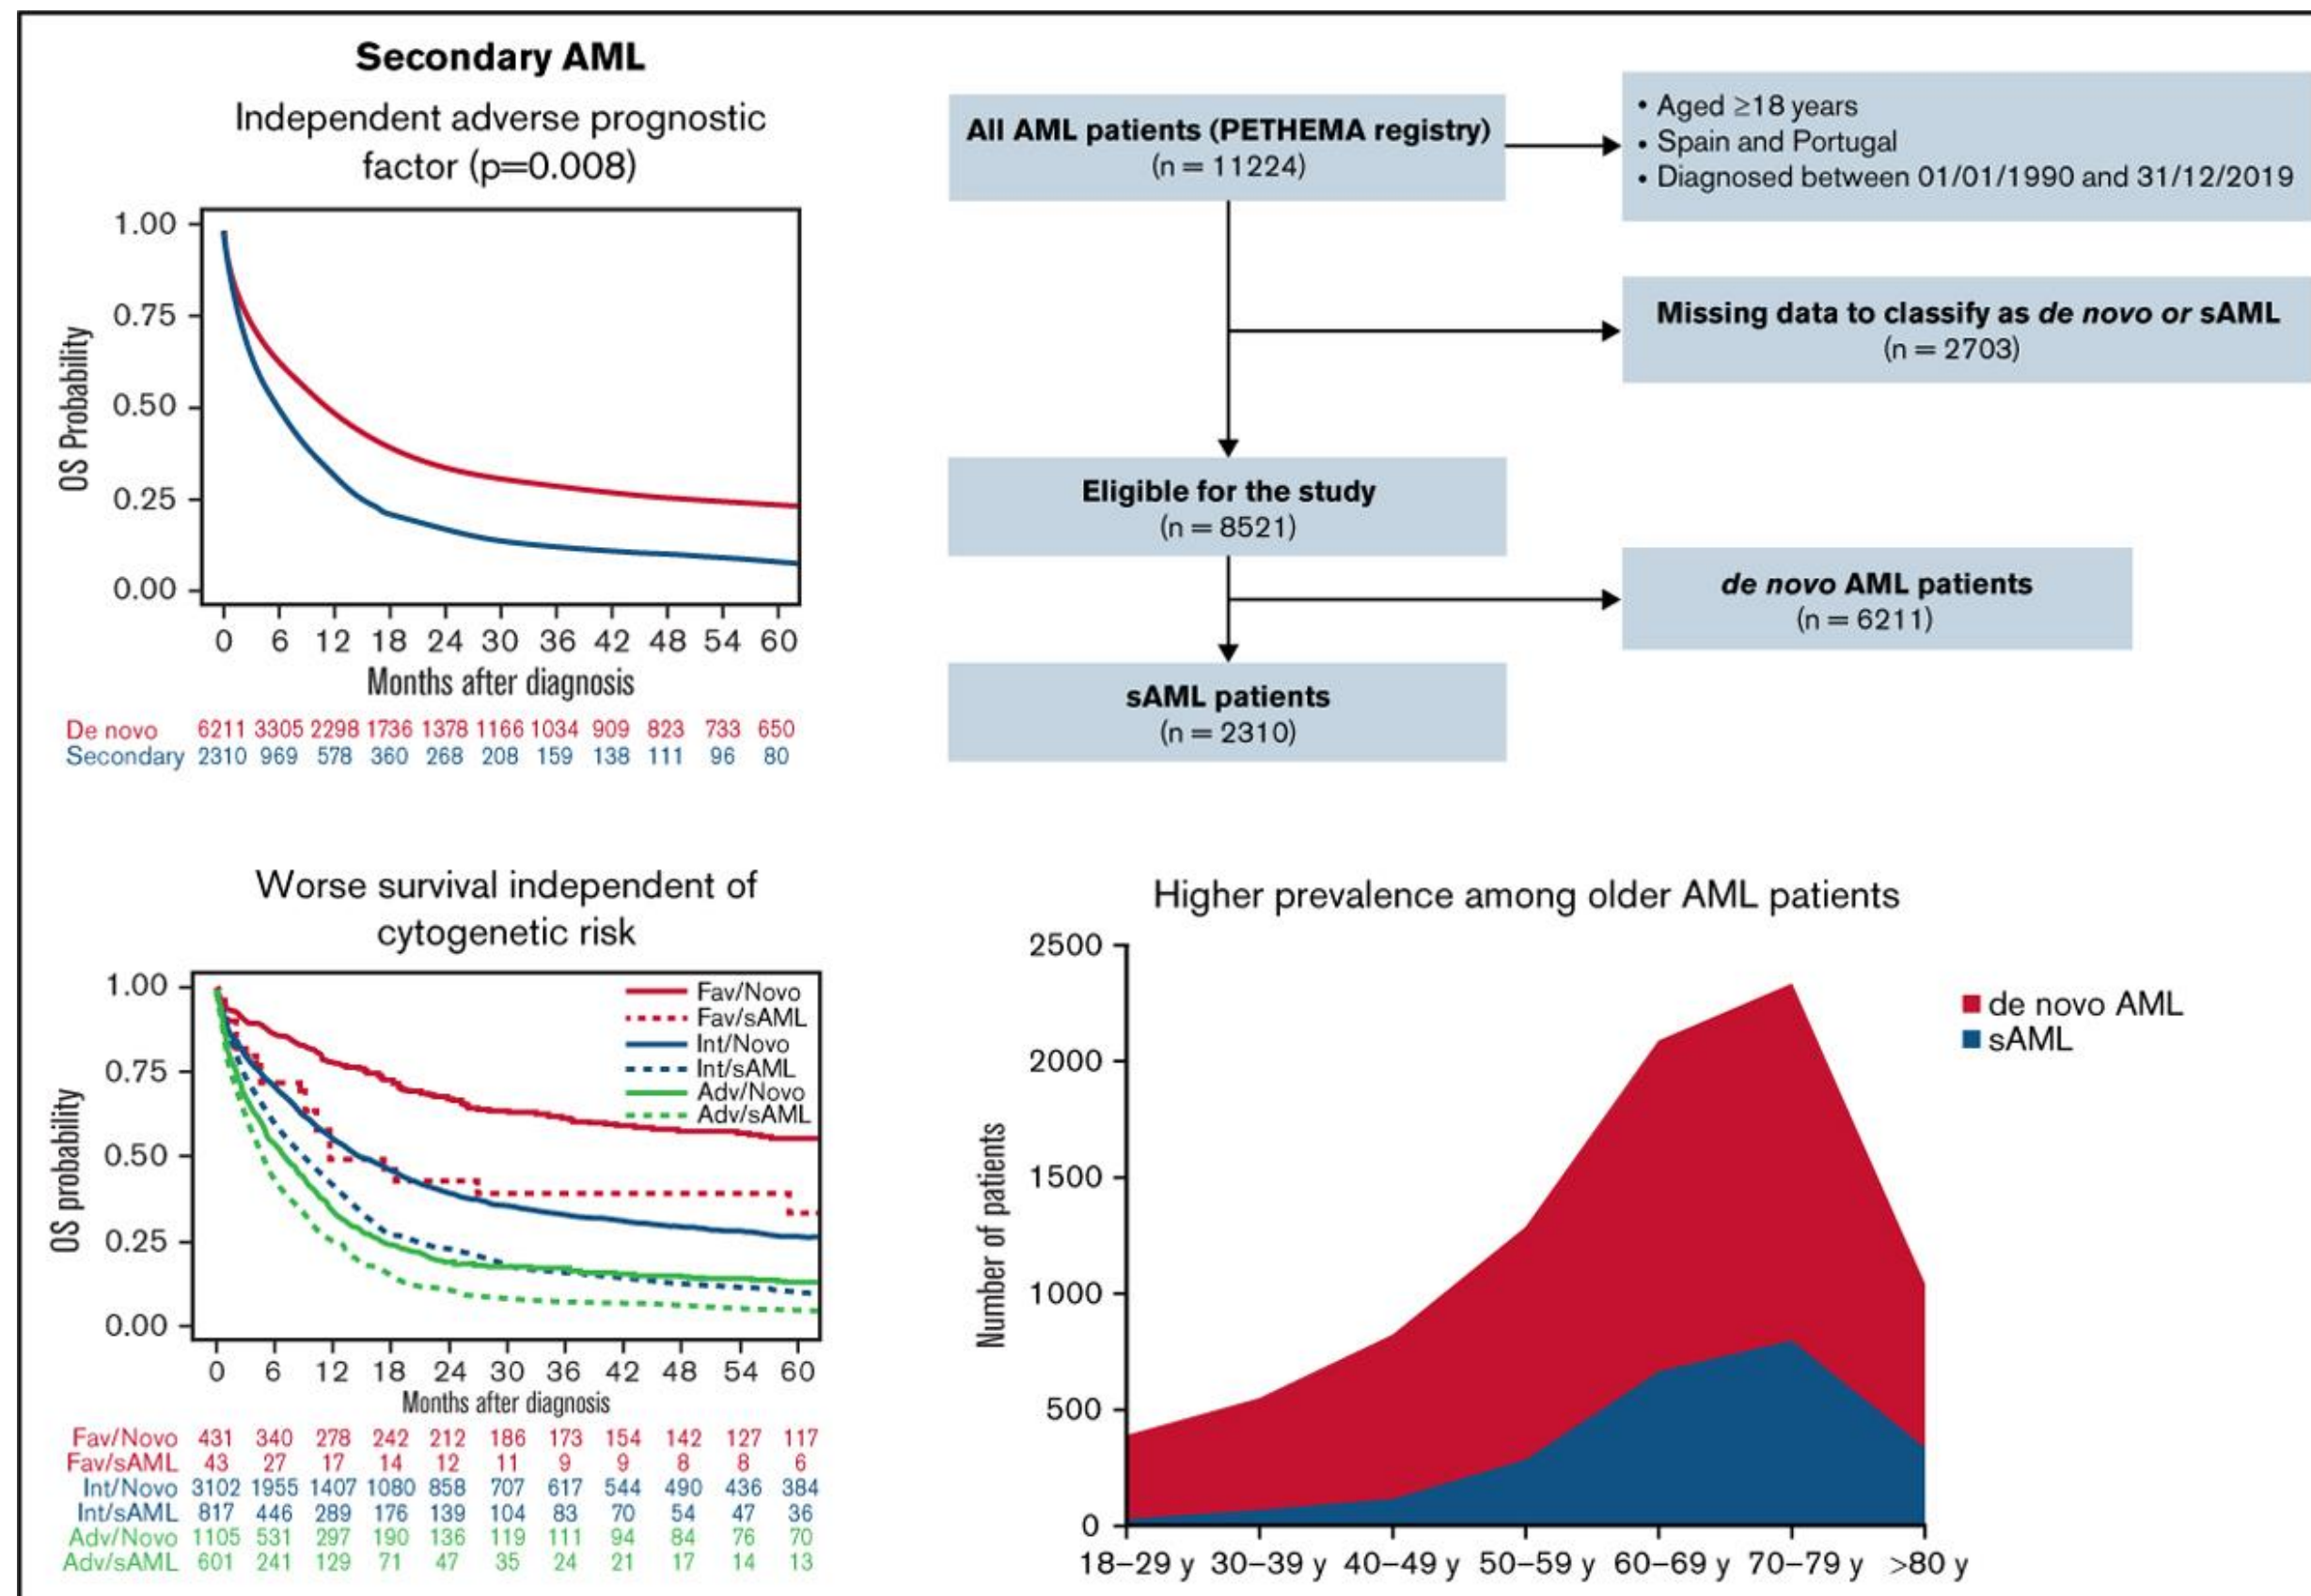 Secondary AML
Independent adverse prognostic
factor (p=0.008)
1.00
0.75
0.50
0.25
0.00
OS Probability
0 6 12 18 24 30 36 42 48 54 60
Months after diagnosis
De novo 6211 3305 2298 1736 1378 1166 1034 909 823 733 650
Secondary 2310 969 578 360 268 208 159 138 111 96 80
All AML patients (PETHEMA registry)
(n = 11224)
• Aged ≥18 years
• Spain and Portugal
• Diagnosed between 01/01/1990 and 31/12/2019
Missing data to classify as de novo or sAML
(n = 2703)
Eligible for the study
(n = 8521)
de novo AML patients
(n = 6211)
sAML patients
(n = 2310)
Worse survival independent of
cytogenetic risk
1.00
0.75
0.50
0.25
0.00
OS probability
Fav/Novo
Fav/sAML
Int/Novo
Int/sAML
Adv/Novo
Adv/sAML
0 6 12 18 24 30 36 42 48 54 60
Months after diagnosis
Fav/Novo 431 340 278 242 212 186 173 154 142 127 117
Fav/sAML 43 27 17 14 12 11 9 9 8 8 6
Int/Novo 3102 1955 1407 1080 858 707 617 544 490 436 384
Int/sAML 817 446 289 176 139 104 83 70 54 47 36
Adv/Novo 1105 531 297 190 136 119 111 94 84 76 70
Adv/sAML 601 241 129 71 47 35 24 21 17 14 13
Higher prevalence among older AML patients
2500
2000
1500
1000
500
0
Number of patients
de novo AML
sAML
18–29 y 30–39 y 40–49 y 50–59 y 60–69 y 70–79 y >80 y